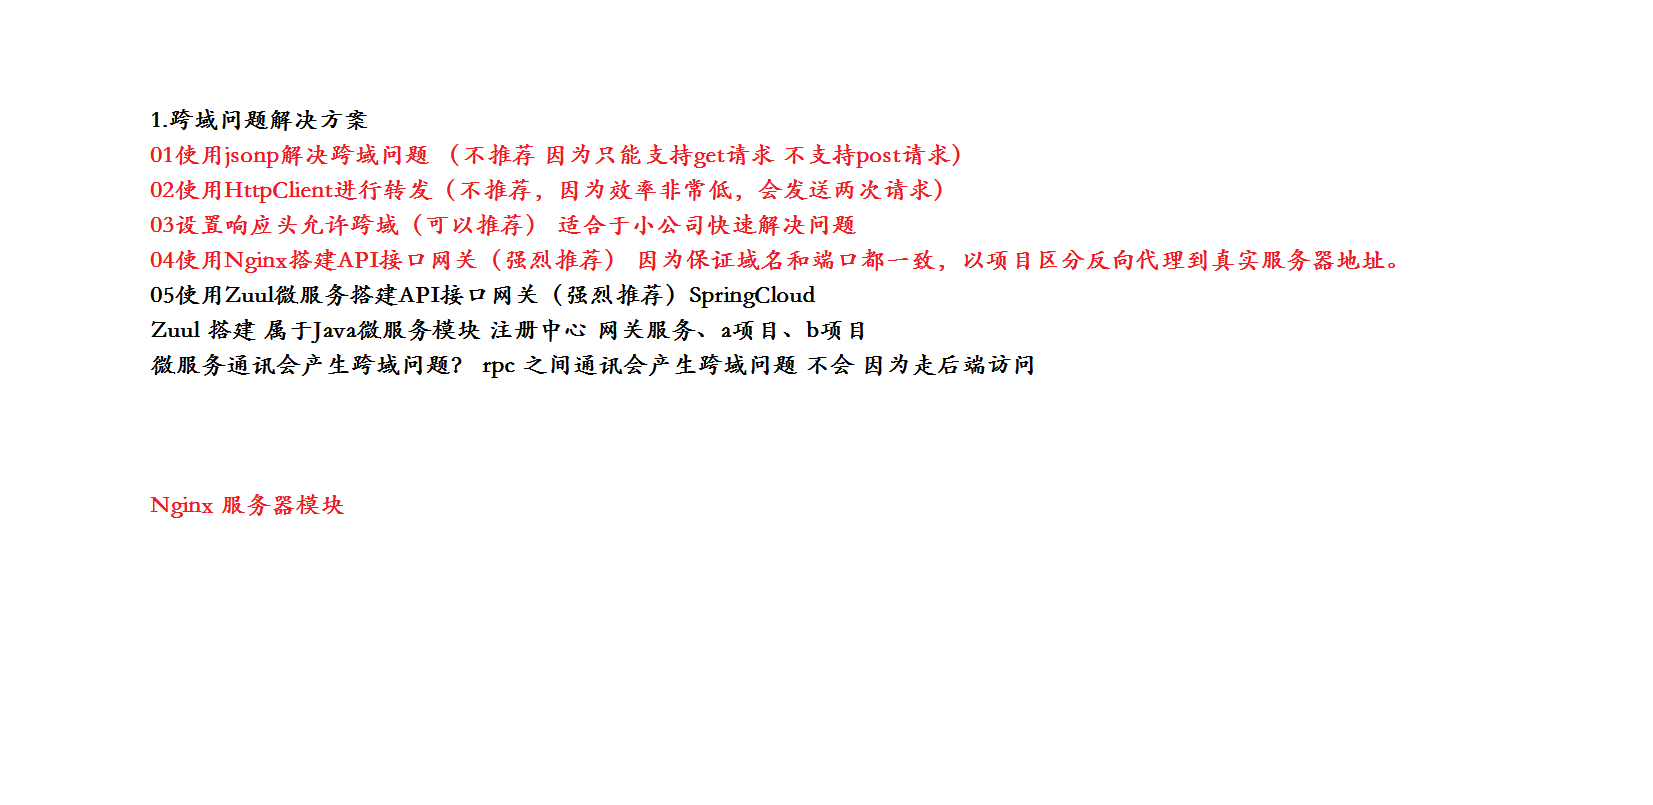 1.跨域问题解决方案
01使用jsonp解决跨域问题 （不推荐 因为只能支持get请求 不支持post请求）
02使用HttpClient进行转发（不推荐，因为效率非常低，会发送两次请求）
03设置响应头允许跨域（可以推荐） 适合于小公司快速解决问题
04使用Nginx搭建API接口网关（强烈推荐） 因为保证域名和端口都一致，以项目区分反向代理到真实服务器地址。
05使用Zuul微服务搭建API接口网关（强烈推荐）SpringCloud
Zuul 搭建 属于Java微服务模块 注册中心 网关服务、a项目、b项目
微服务通讯会产生跨域问题？ rpc 之间通讯会产生跨域问题 不会 因为走后端访问
Nginx 服务器模块